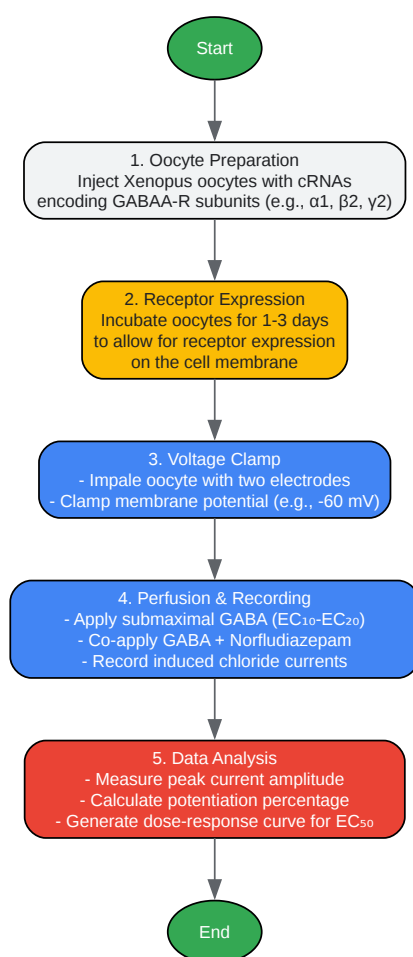 Start
1. Oocyte Preparation
Inject Xenopus oocytes with cRNAs
encoding GABAA-R subunits (e.g., α1, β2, γ2)
2. Receptor Expression
Incubate oocytes for 1-3 days
to allow for receptor expression
on the cell membrane
3. Voltage Clamp
- Impale oocyte with two electrodes
- Clamp membrane potential (e.g., -60 mV)
4. Perfusion & Recording
- Apply submaximal GABA (EC₁₀-EC₂₀)
- Co-apply GABA + Norfludiazepam
- Record induced chloride currents
5. Data Analysis
- Measure peak current amplitude
- Calculate potentiation percentage
- Generate dose-response curve for EC₅₀
End